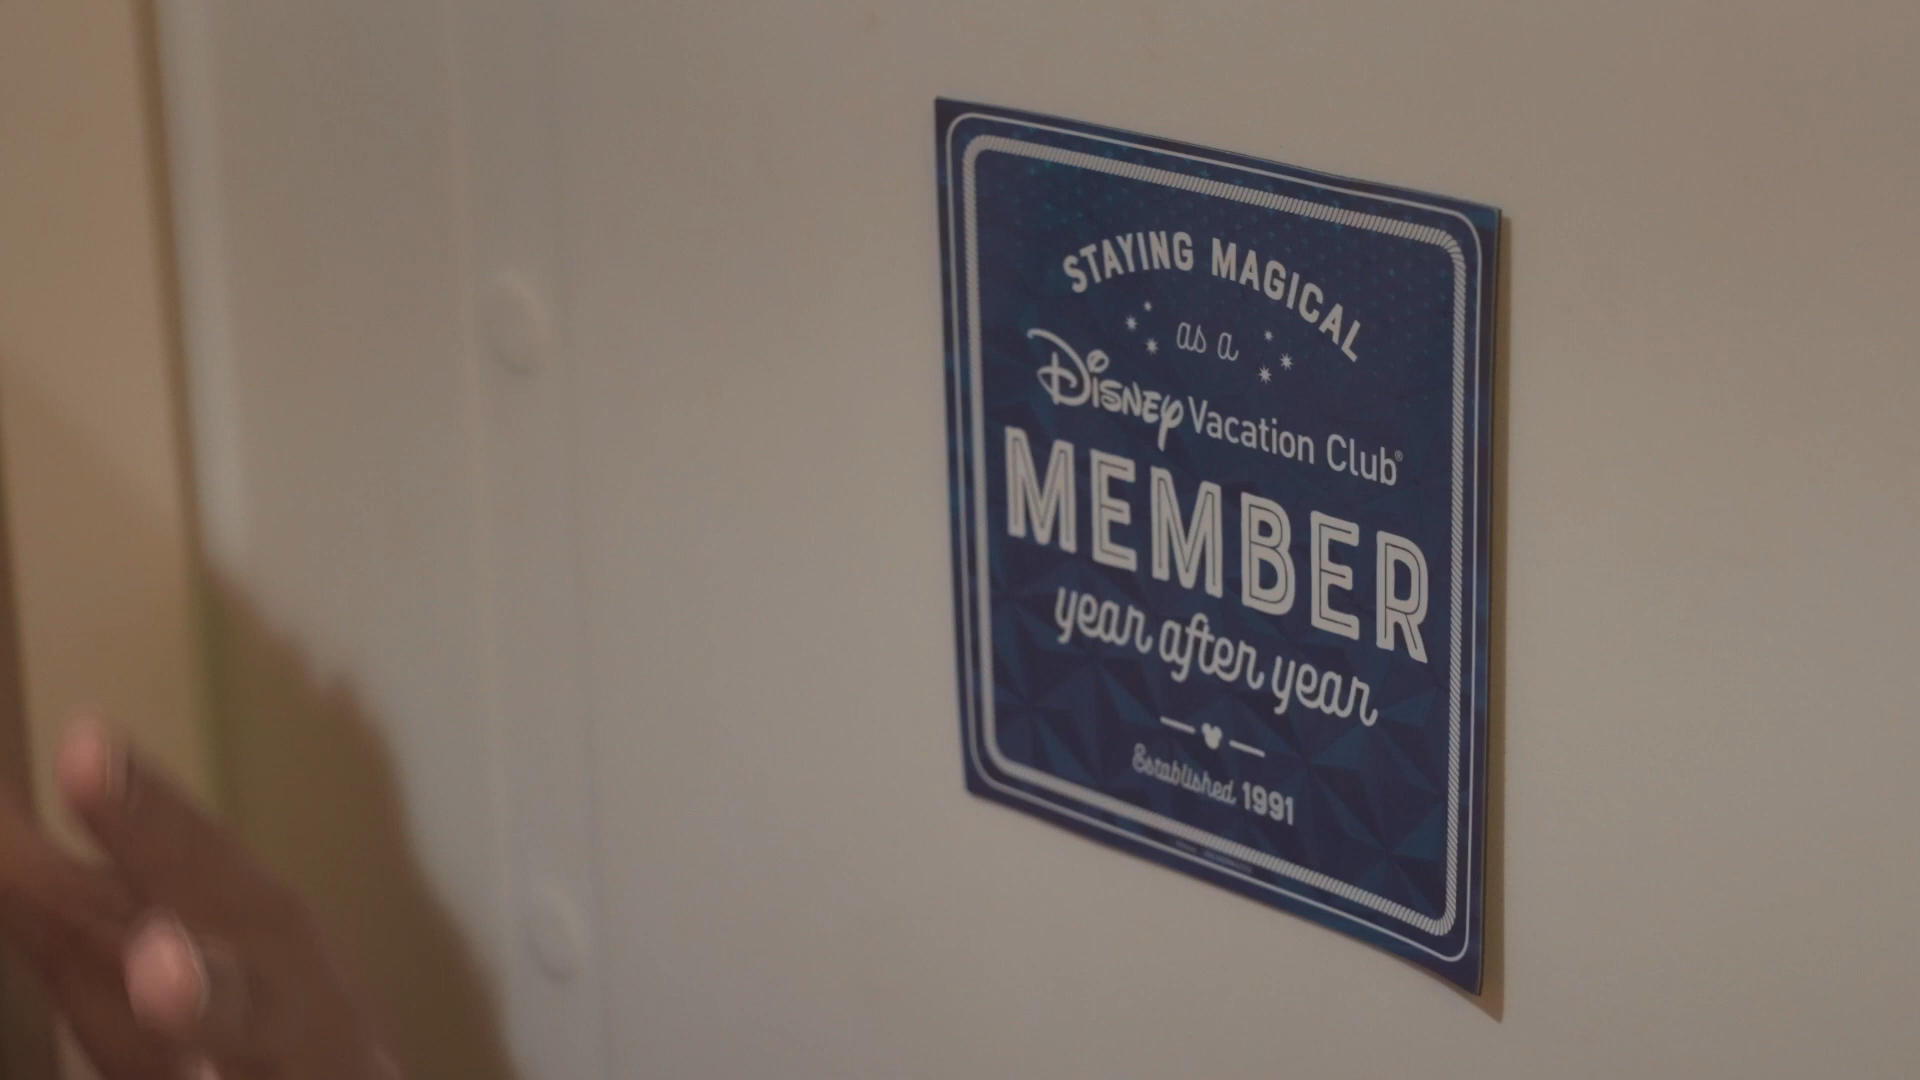 STAYING MAGICAL
as a
Disney Vacation Club®
MEMBER
year after year
Established 1991